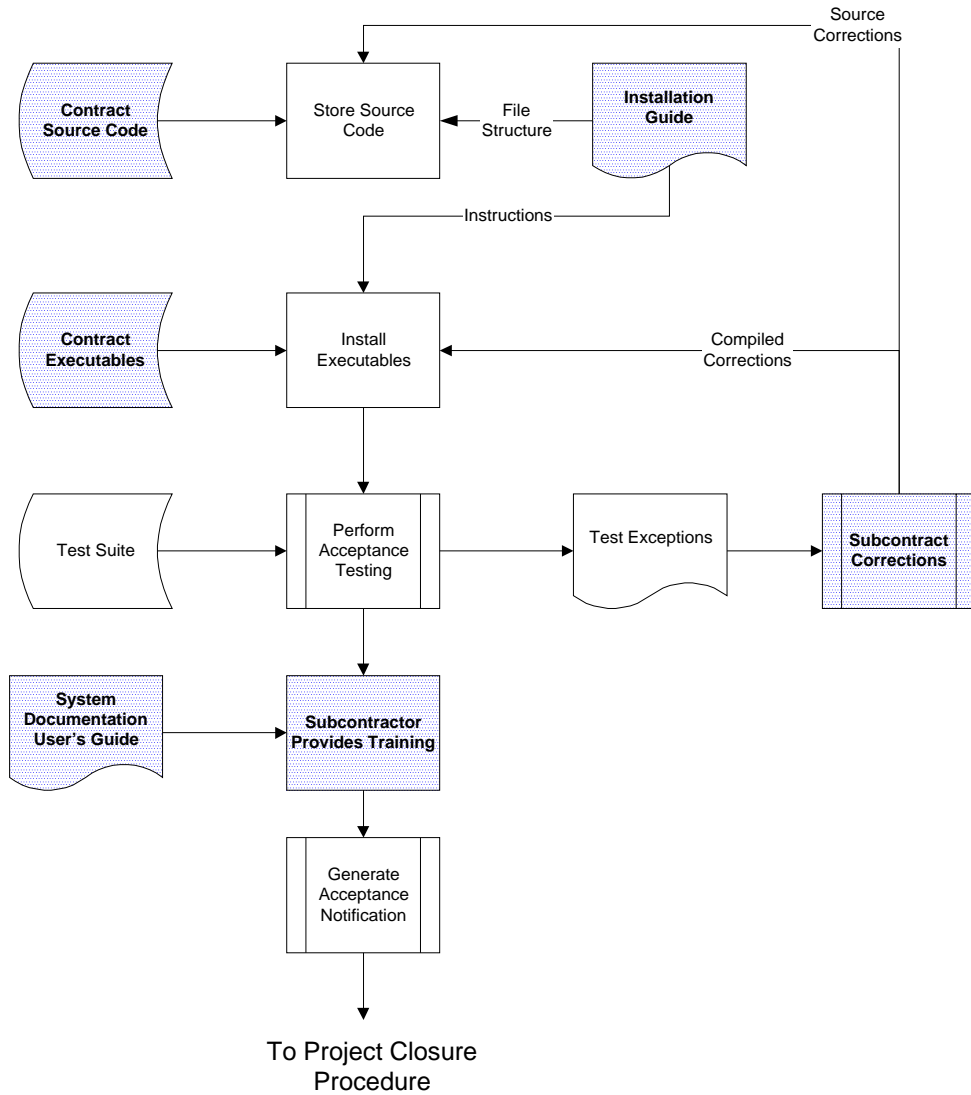 Source
Corrections
Contract
Source Code
Store Source
Code
File
Structure
Installation
Guide
Instructions
Contract
Executables
Install
Executables
Compiled
Corrections
Test Suite
Perform
Acceptance
Testing
Test Exceptions
Subcontract
Corrections
System
Documentation
User's Guide
Subcontractor
Provides Training
Generate
Acceptance
Notification
To Project Closure
Procedure